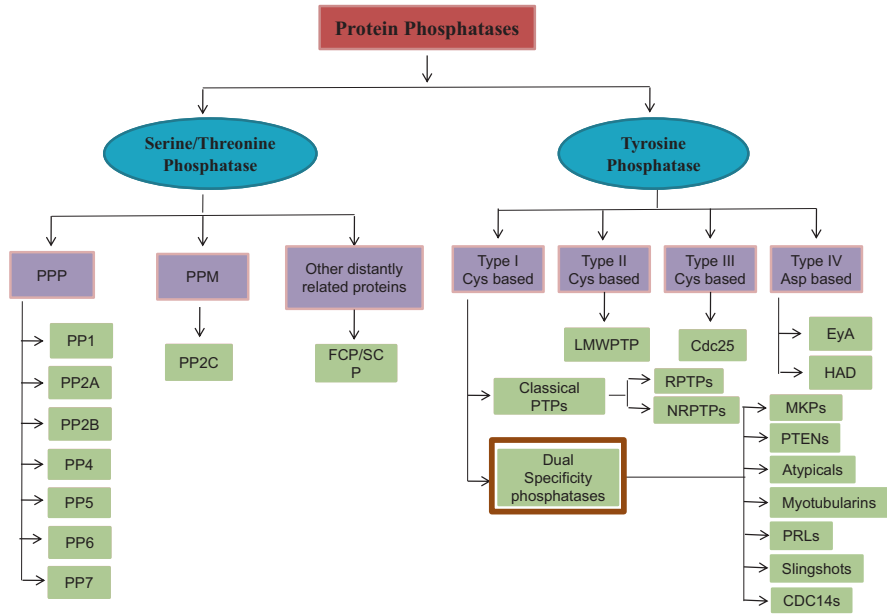 Protein Phosphatases
Serine/Threonine
Phosphatase
Tyrosine
Phosphatase
PPP
PPM
Other distantly
related proteins
Type I
Cys based
Type II
Cys based
Type III
Cys based
Type IV
Asp based
PP1
PP2A
PP2B
PP4
PP5
PP6
PP7
PP2C
FCP/SC
P
LMWPTP
Cdc25
EyA
HAD
Classical
PTPs
RPTPs
NRPTPs
Dual
Specificity
phosphatases
MKPs
PTENs
Atypicals
Myotubularins
PRLs
Slingshots
CDC14s